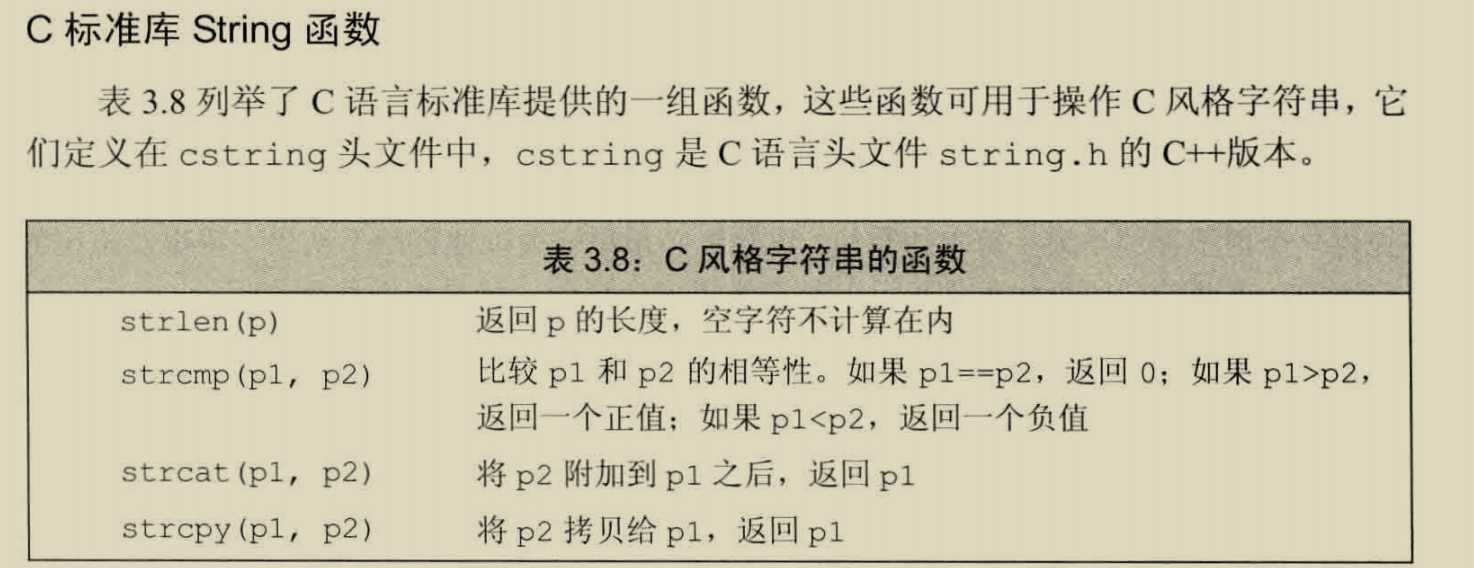 C 标准库 String 函数
表 3.8 列举了 C 语言标准库提供的一组函数，这些函数可用于操作 C 风格字符串，它
们定义在 cstring 头文件中，cstring 是 C 语言头文件 string.h 的 C++版本。
表 3.8：C 风格字符串的函数
strlen(p) 返回 p 的长度，空字符不计算在内
strcmp(p1, p2) 比较 p1 和 p2 的相等性。如果 p1==p2，返回 0；如果 p1>p2，
返回一个正值；如果 p1<p2，返回一个负值
strcat(p1, p2) 将 p2 附加到 p1 之后，返回 p1
strcpy(p1, p2) 将 p2 拷贝给 p1，返回 p1